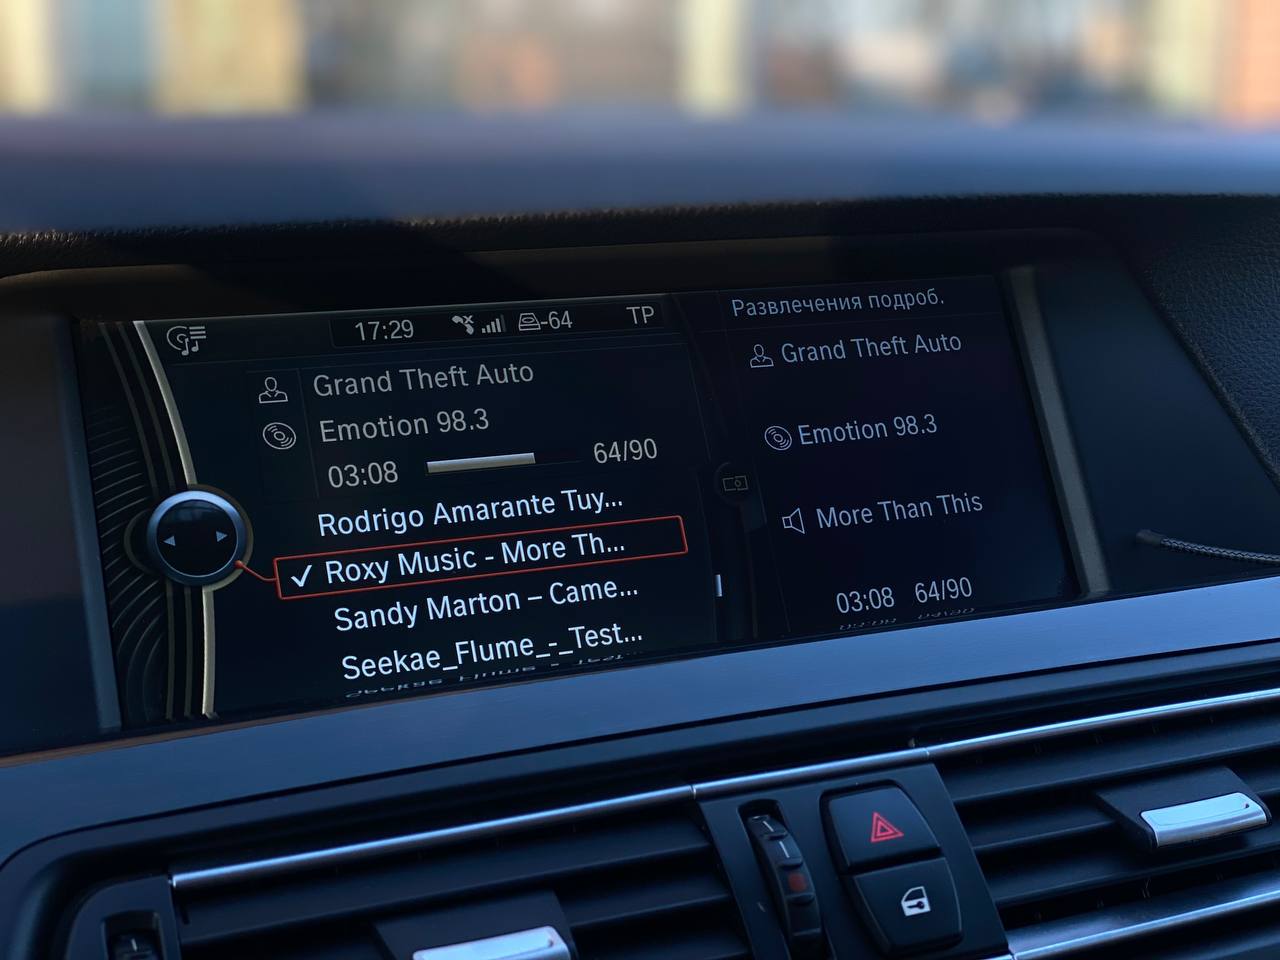 17:29 -64 TP
Grand Theft Auto
Emotion 98.3
03:08 64/90
Rodrigo Amarante Tuy...
✓ Roxy Music - More Th...
Sandy Marton – Came...
Seekae_Flume_-_Test...
Развлечения подроб.
Grand Theft Auto
Emotion 98.3
More Than This
03:08 64/90